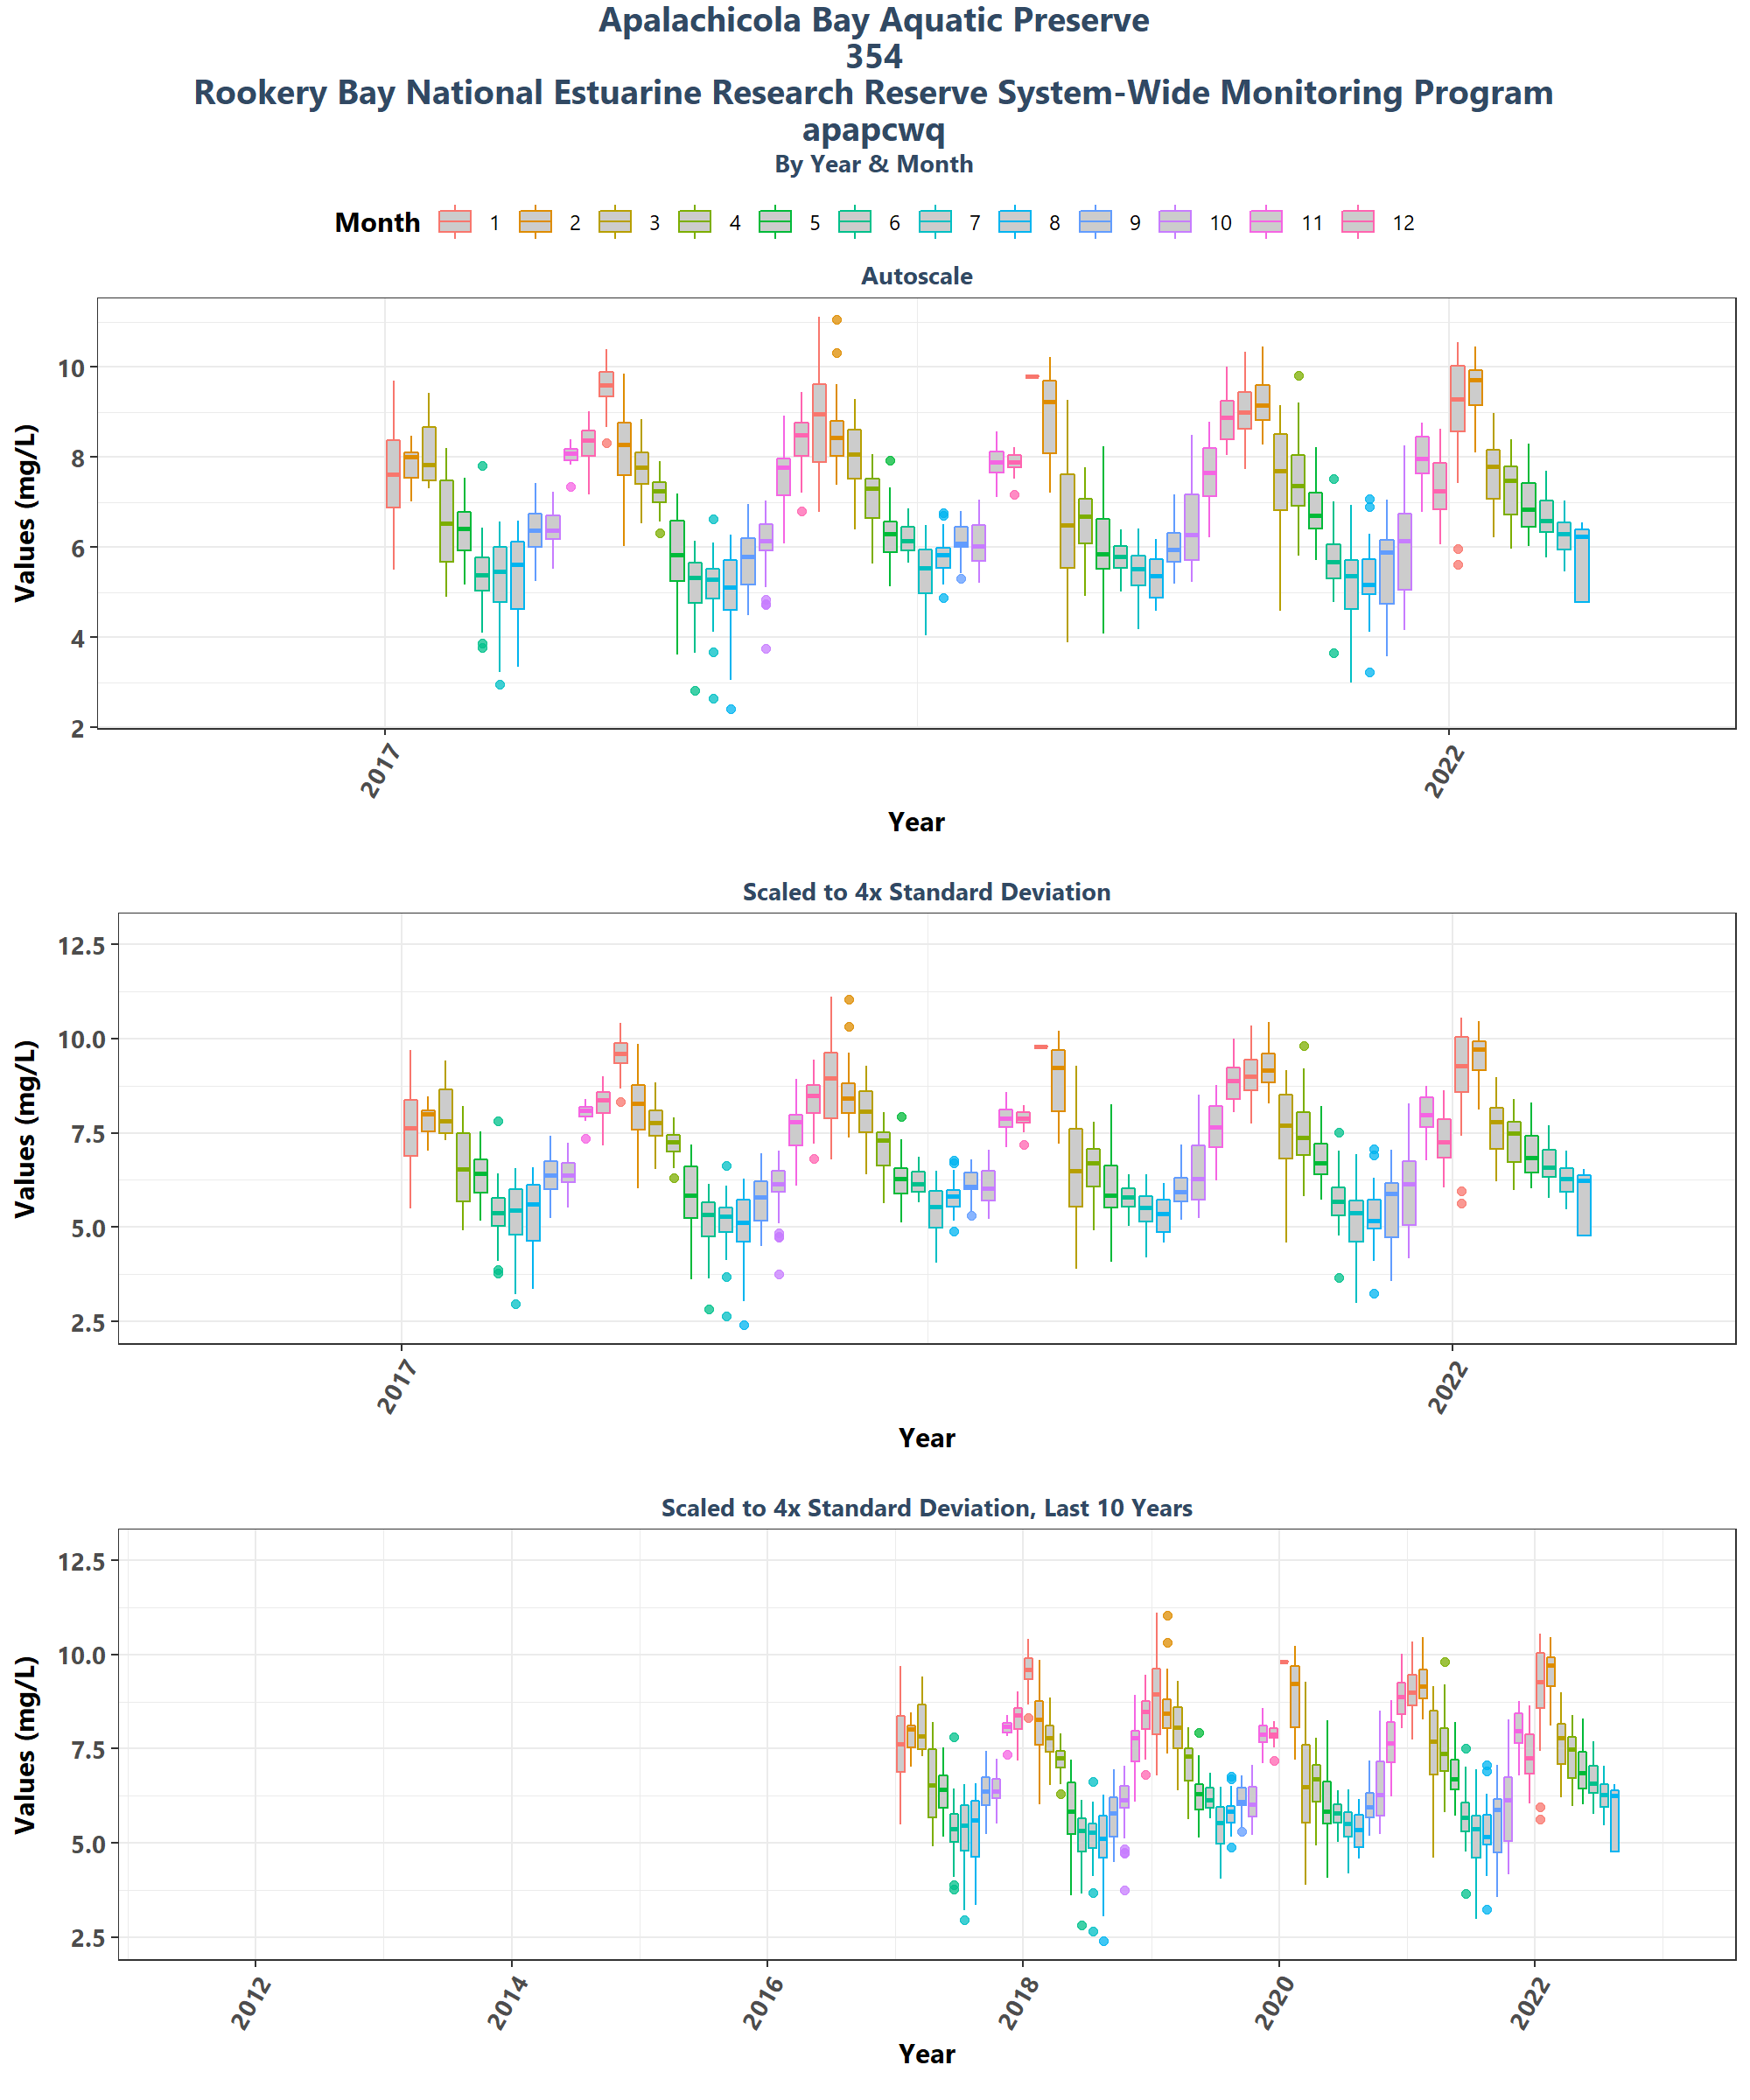 Apalachicola Bay Aquatic Preserve
354
Rookery Bay National Estuarine Research Reserve System-Wide Monitoring Program
apapcwq
By Year & Month
Month 1 2 3 4 5 6 7 8 9 10 11 12
Autoscale
Values (mg/L)
10
8
6
4
2
2017 2022
Year
Scaled to 4x Standard Deviation
Values (mg/L)
12.5
10.0
7.5
5.0
2.5
2017 2022
Year
Scaled to 4x Standard Deviation, Last 10 Years
Values (mg/L)
12.5
10.0
7.5
5.0
2.5
2012 2014 2016 2018 2020 2022
Year